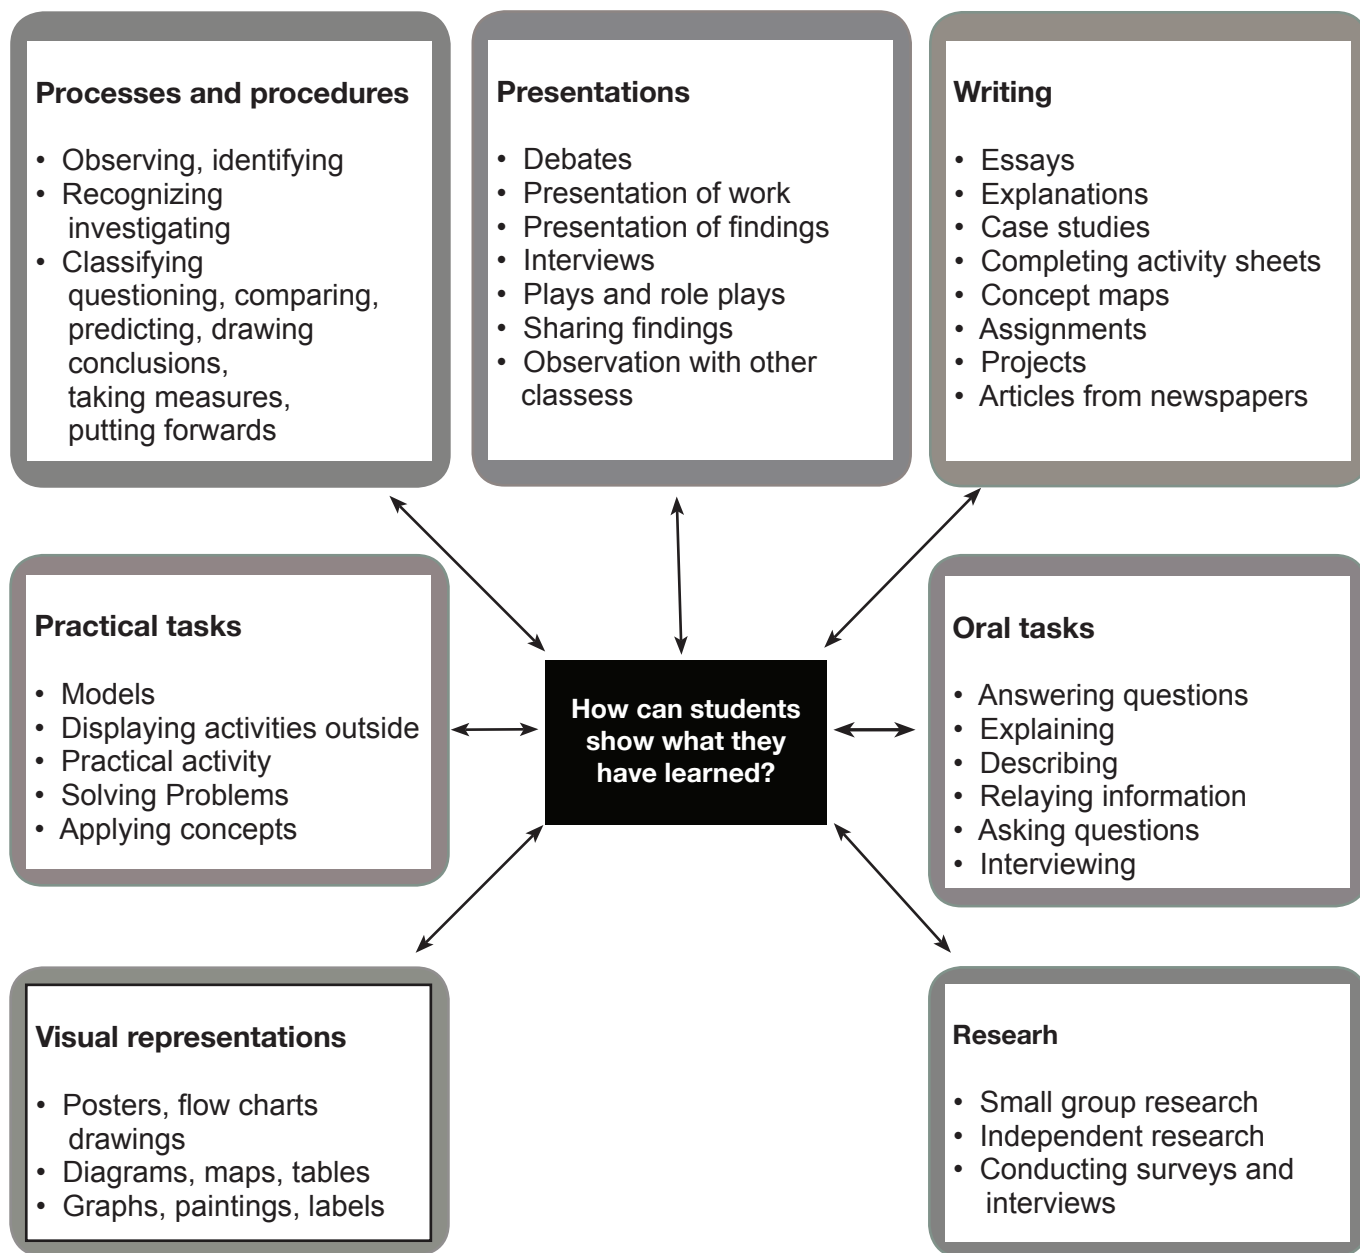 Processes and procedures
• Observing, identifying
• Recognizing
investigating
• Classifying
questioning, comparing,
predicting, drawing
conclusions,
taking measures,
putting forwards
Presentations
• Debates
• Presentation of work
• Presentation of findings
• Interviews
• Plays and role plays
• Sharing findings
• Observation with other
classess
Writing
• Essays
• Explanations
• Case studies
• Completing activity sheets
• Concept maps
• Assignments
• Projects
• Articles from newspapers
Practical tasks
• Models
• Displaying activities outside
• Practical activity
• Solving Problems
• Applying concepts
How can students
show what they
have learned?
Oral tasks
• Answering questions
• Explaining
• Describing
• Relaying information
• Asking questions
• Interviewing
Visual representations
• Posters, flow charts
drawings
• Diagrams, maps, tables
• Graphs, paintings, labels
Researh
• Small group research
• Independent research
• Conducting surveys and
interviews